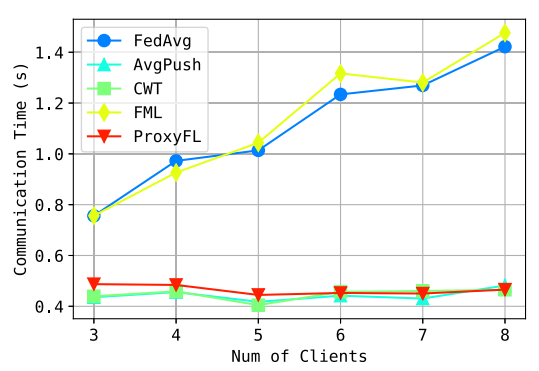 FedAvg
AvgPush
CWT
FML
ProxyFL
Communication Time (s)
1.4
1.2
1.0
0.8
0.6
0.4
3 4 5 6 7 8
Num of Clients